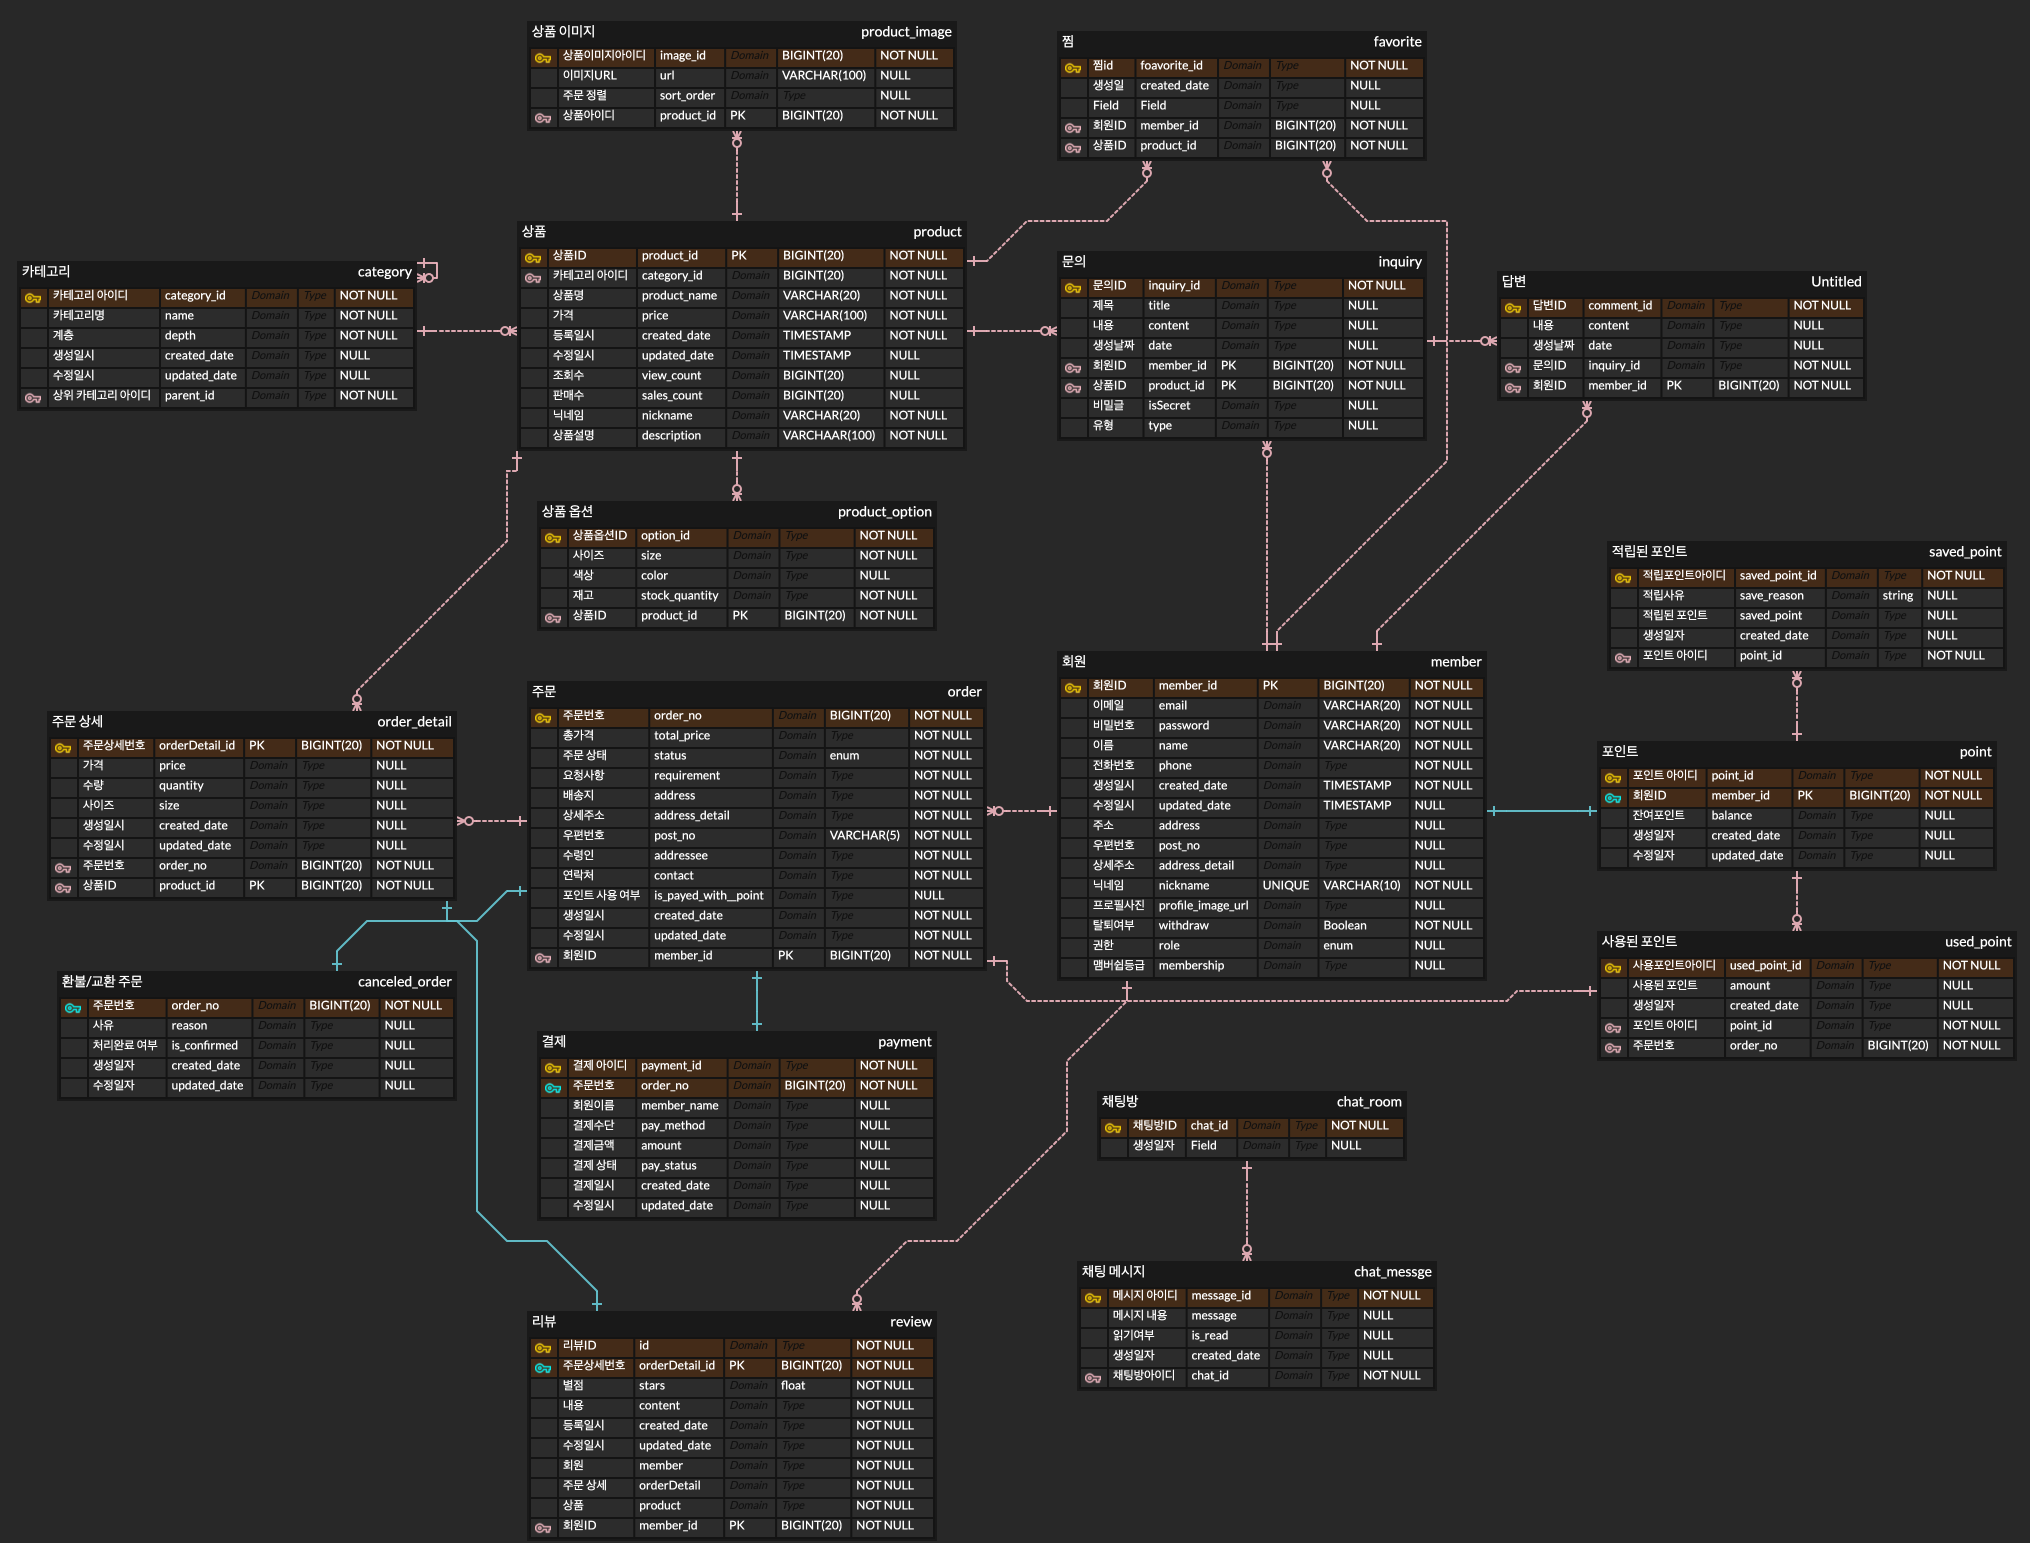 상품 이미지 product_image
상품이미지아이디 image_id Domain BIGINT(20) NOT NULL
이미지URL url Domain VARCHAR(100) NULL
주문 정렬 sort_order Domain Type NULL
상품아이디 product_id PK BIGINT(20) NOT NULL
찜 favorite
찜id foavorite_id Domain Type NOT NULL
생성일 created_date Domain Type NULL
Field Field Domain Type NULL
회원ID member_id Domain BIGINT(20) NOT NULL
상품ID product_id Domain BIGINT(20) NOT NULL
카테고리 category
카테고리 아이디 category_id Domain Type NOT NULL
카테고리명 name Domain Type NOT NULL
계층 depth Domain Type NOT NULL
생성일시 created_date Domain Type NULL
수정일시 updated_date Domain Type NULL
상위 카테고리 아이디 parent_id Domain Type NOT NULL
상품 product
상품ID product_id PK BIGINT(20) NOT NULL
카테고리 아이디 category_id Domain BIGINT(20) NOT NULL
상품명 product_name Domain VARCHAR(20) NOT NULL
가격 price Domain VARCHAR(100) NOT NULL
등록일시 created_date Domain TIMESTAMP NOT NULL
수정일시 updated_date Domain TIMESTAMP NULL
조회수 view_count Domain BIGINT(20) NULL
판매수 sales_count Domain BIGINT(20) NULL
닉네임 nickname Domain VARCHAR(20) NOT NULL
상품설명 description Domain VARCHAAR(100) NOT NULL
문의 inquiry
문의ID inquiry_id Domain Type NOT NULL
제목 title Domain Type NULL
내용 content Domain Type NULL
생성날짜 date Domain Type NULL
회원ID member_id PK BIGINT(20) NOT NULL
상품ID product_id PK BIGINT(20) NOT NULL
비밀글 isSecret Domain Type NULL
유형 type Domain Type NULL
답변 Untitled
답변ID comment_id Domain Type NOT NULL
내용 content Domain Type NULL
생성날짜 date Domain Type NULL
문의ID inquiry_id Domain Type NOT NULL
회원ID member_id PK BIGINT(20) NOT NULL
상품 옵션 product_option
상품옵션ID option_id Domain Type NOT NULL
사이즈 size Domain Type NOT NULL
색상 color Domain Type NULL
재고 stock_quantity Domain Type NOT NULL
상품ID product_id PK BIGINT(20) NOT NULL
적립된 포인트 saved_point
적립포인트아이디 saved_point_id Domain Type NOT NULL
적립사유 save_reason Domain string NULL
적립된 포인트 saved_point Domain Type NULL
생성일자 created_date Domain Type NULL
포인트 아이디 point_id Domain Type NOT NULL
주문 상세 order_detail
주문상세번호 orderDetail_id PK BIGINT(20) NOT NULL
가격 price Domain Type NULL
수량 quantity Domain Type NULL
사이즈 size Domain Type NULL
생성일시 created_date Domain Type NULL
수정일시 updated_date Domain Type NULL
주문번호 order_no Domain BIGINT(20) NOT NULL
상품ID product_id PK BIGINT(20) NOT NULL
주문 order
주문번호 order_no Domain BIGINT(20) NOT NULL
총가격 total_price Domain Type NOT NULL
주문 상태 status Domain enum NOT NULL
요청사항 requirement Domain Type NOT NULL
배송지 address Domain Type NOT NULL
상세주소 address_detail Domain Type NOT NULL
우편번호 post_no Domain VARCHAR(5) NOT NULL
수령인 addressee Domain Type NOT NULL
연락처 contact Domain Type NOT NULL
포인트 사용 여부 is_payed_with__point Domain Type NULL
생성일시 created_date Domain Type NOT NULL
수정일시 updated_date Domain Type NOT NULL
회원ID member_id PK BIGINT(20) NOT NULL
회원 member
회원ID member_id PK BIGINT(20) NOT NULL
이메일 email Domain VARCHAR(20) NOT NULL
비밀번호 password Domain VARCHAR(20) NOT NULL
이름 name Domain VARCHAR(20) NOT NULL
전화번호 phone Domain Type NOT NULL
생성일시 created_date Domain TIMESTAMP NOT NULL
수정일시 updated_date Domain TIMESTAMP NULL
주소 address Domain Type NULL
우편번호 post_no Domain Type NULL
상세주소 address_detail Domain Type NULL
닉네임 nickname UNIQUE VARCHAR(10) NOT NULL
프로필사진 profile_image_url Domain Type NULL
탈퇴여부 withdraw Domain Boolean NOT NULL
권한 role Domain enum NULL
맴버쉽등급 membership Domain Type NULL
포인트 point
포인트 아이디 point_id Domain Type NOT NULL
회원ID member_id PK BIGINT(20) NOT NULL
잔여포인트 balance Domain Type NULL
생성일자 created_date Domain Type NULL
수정일자 updated_date Domain Type NULL
사용된 포인트 used_point
사용포인트아이디 used_point_id Domain Type NOT NULL
사용된 포인트 amount Domain Type NULL
생성일자 created_date Domain Type NULL
포인트 아이디 point_id Domain Type NOT NULL
주문번호 order_no Domain BIGINT(20) NOT NULL
환불/교환 주문 canceled_order
주문번호 order_no Domain BIGINT(20) NOT NULL
사유 reason Domain Type NULL
처리완료 여부 is_confirmed Domain Type NULL
생성일자 created_date Domain Type NULL
수정일자 updated_date Domain Type NULL
결제 payment
결제 아이디 payment_id Domain Type NOT NULL
주문번호 order_no Domain BIGINT(20) NOT NULL
회원이름 member_name Domain Type NULL
결제수단 pay_method Domain Type NULL
결제금액 amount Domain Type NULL
결제 상태 pay_status Domain Type NULL
결제일시 created_date Domain Type NULL
수정일시 updated_date Domain Type NULL
채팅방 chat_room
채팅방ID chat_id Domain Type NOT NULL
생성일자 Field Domain Type NULL
채팅 메시지 chat_messge
메시지 아이디 message_id Domain Type NOT NULL
메시지 내용 message Domain Type NULL
읽기여부 is_read Domain Type NULL
생성일자 created_date Domain Type NULL
채팅방아이디 chat_id Domain Type NOT NULL
리뷰 review
리뷰ID id Domain Type NOT NULL
주문상세번호 orderDetail_id PK BIGINT(20) NOT NULL
별점 stars Domain float NOT NULL
내용 content Domain Type NOT NULL
등록일시 created_date Domain Type NOT NULL
수정일시 updated_date Domain Type NOT NULL
회원 member Domain Type NOT NULL
주문 상세 orderDetail Domain Type NOT NULL
상품 product Domain Type NOT NULL
회원ID member_id PK BIGINT(20) NOT NULL